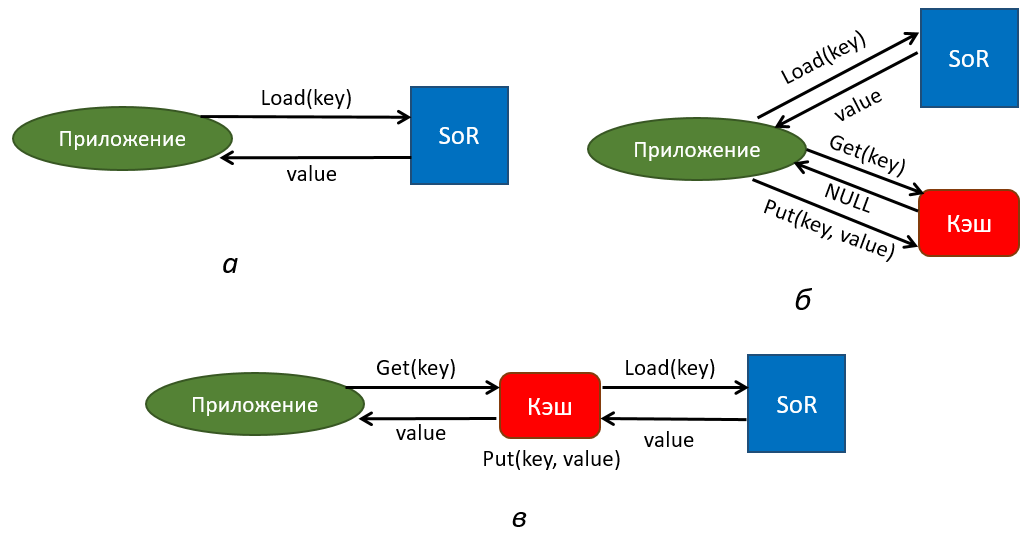 Load(key)
Приложение
SoR
value
а
Load(key)
SoR
value
Приложение
Get(key)
NULL
Put(key, value)
Кэш
б
Get(key)
Load(key)
Приложение
Кэш
SoR
value
value
Put(key, value)
в